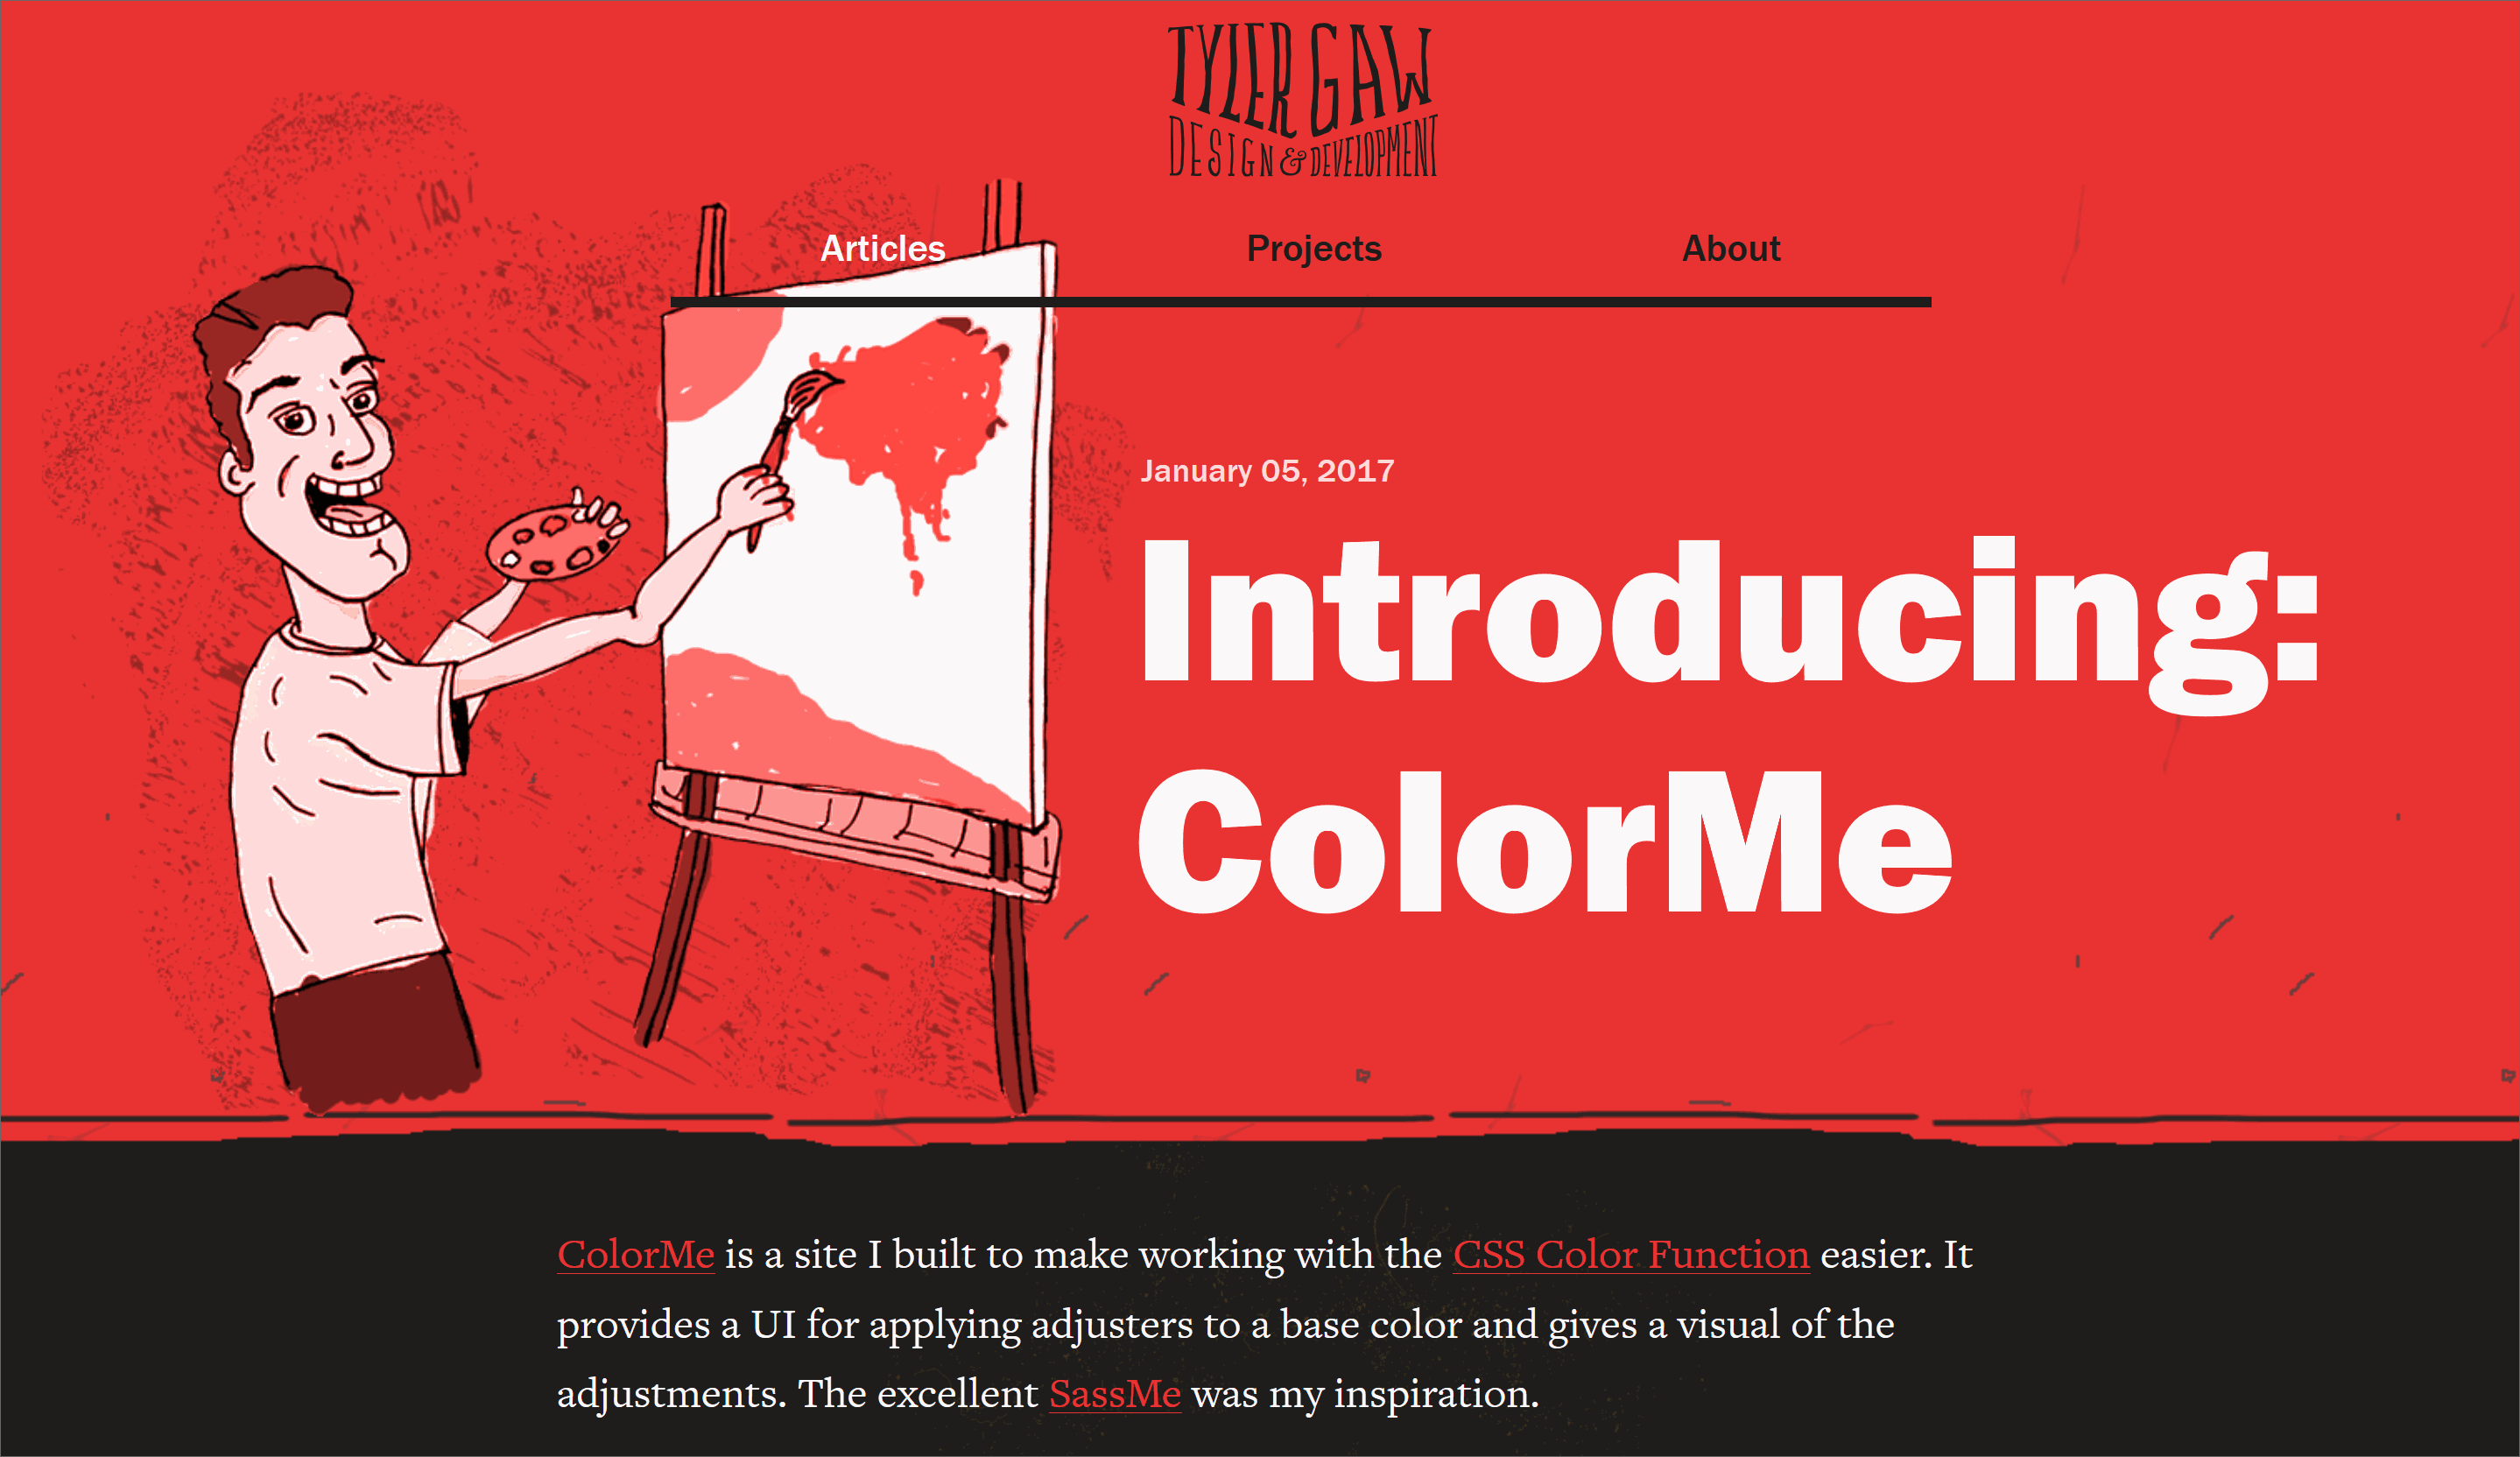 TYLER GAW
DESIGN & DEVELOPMENT
Articles Projects About
January 05, 2017
Introducing:
ColorMe
ColorMe is a site I built to make working with the CSS Color Function easier. It
provides a UI for applying adjusters to a base color and gives a visual of the
adjustments. The excellent SassMe was my inspiration.